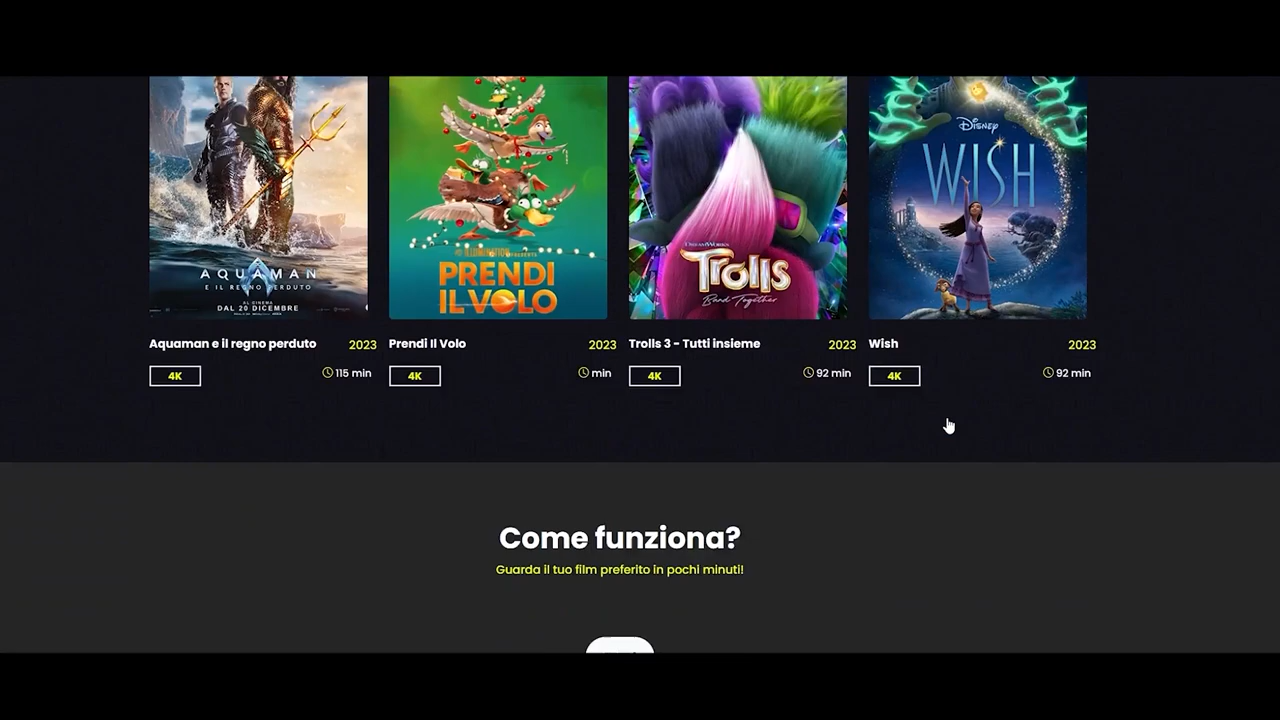 AQUAMAN
E IL REGNO PERDUTO
AL CINEMA
DAL 20 DICEMBRE
ILLUMINATION PRESENTA
PRENDI
IL VOLO
DREAMWORKS
Trolls
Band Together
Disney
WISH
Aquaman e il regno perduto 2023
4K 115 min
Prendi Il Volo 2023
4K min
Trolls 3 - Tutti insieme 2023
4K 92 min
Wish 2023
4K 92 min
Come funziona?
Guarda il tuo film preferito in pochi minuti!